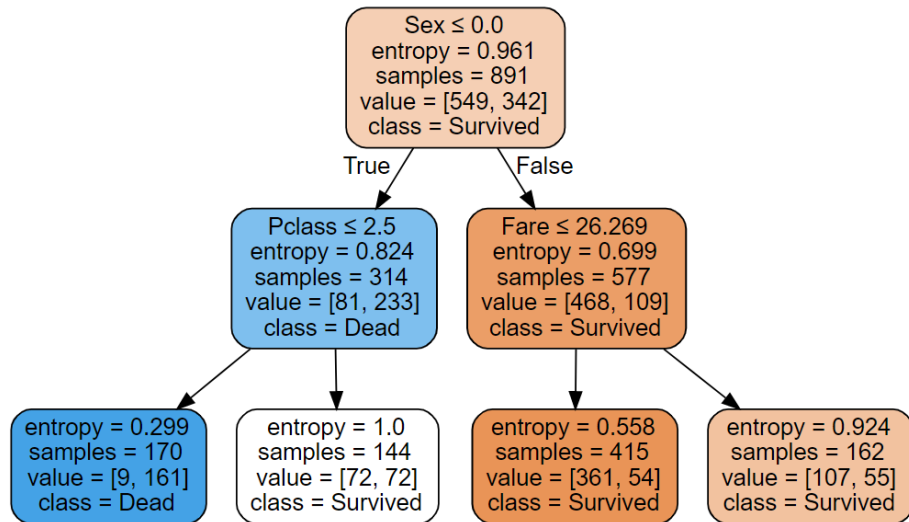 Sex ≤ 0.0
entropy = 0.961
samples = 891
value = [549, 342]
class = Survived
True
False
Pclass ≤ 2.5
entropy = 0.824
samples = 314
value = [81, 233]
class = Dead
Fare ≤ 26.269
entropy = 0.699
samples = 577
value = [468, 109]
class = Survived
entropy = 0.299
samples = 170
value = [9, 161]
class = Dead
entropy = 1.0
samples = 144
value = [72, 72]
class = Survived
entropy = 0.558
samples = 415
value = [361, 54]
class = Survived
entropy = 0.924
samples = 162
value = [107, 55]
class = Survived